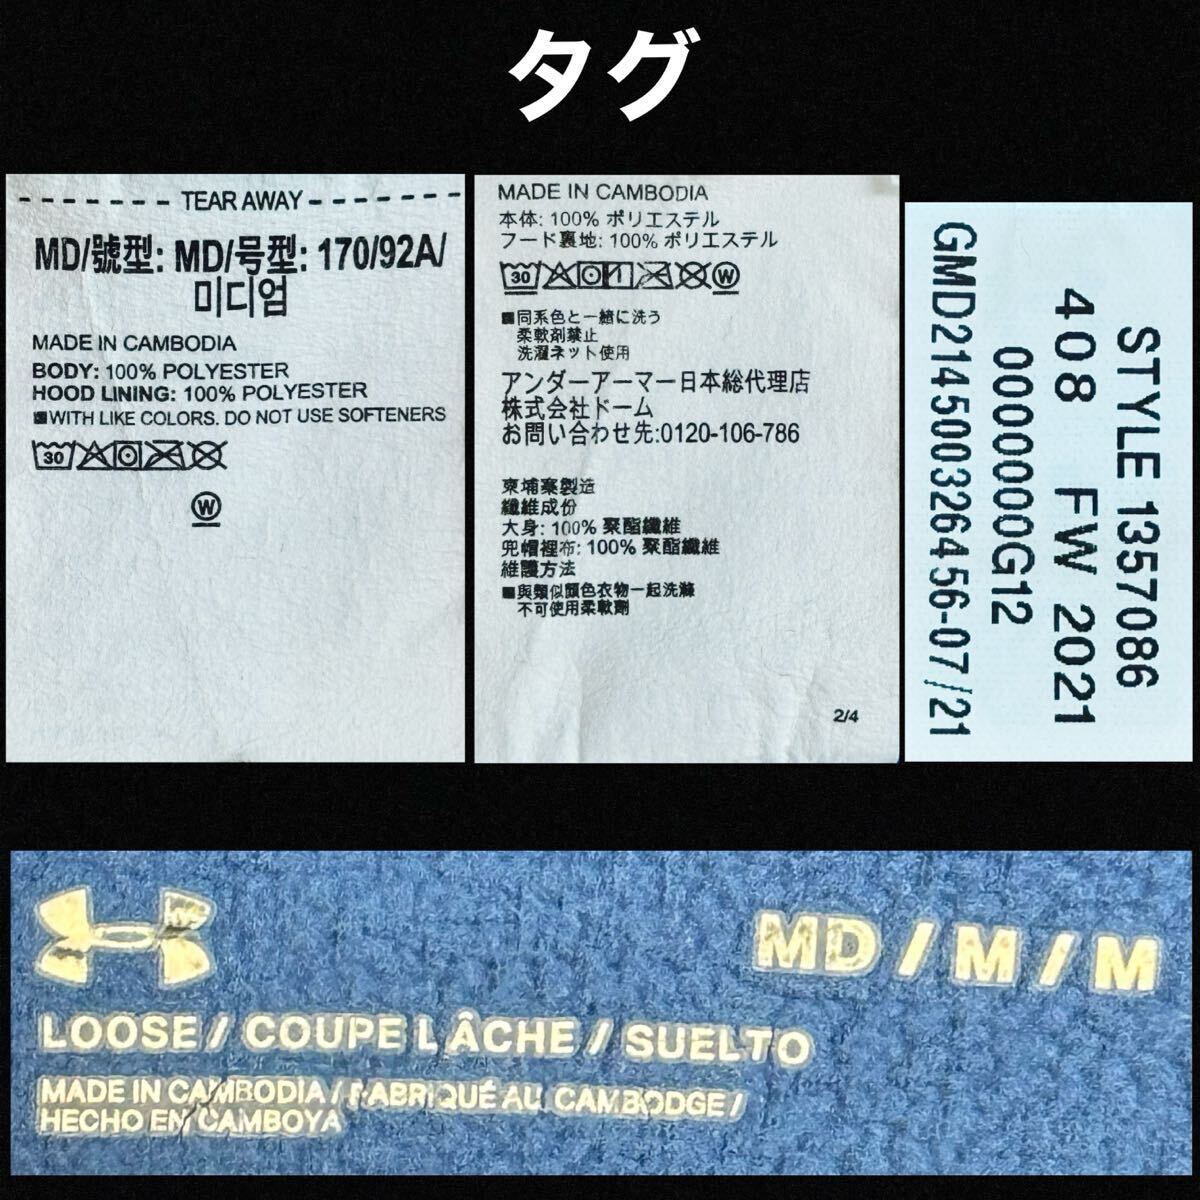 タグ
TEAR AWAY
MD/號型: MD/号型: 170/92A/
미디엄
MADE IN CAMBODIA
BODY: 100% POLYESTER
HOOD LINING: 100% POLYESTER
■WITH LIKE COLORS. DO NOT USE SOFTENERS
30
W
MADE IN CAMBODIA
本体: 100% ポリエステル
フード裏地: 100% ポリエステル
30 W
■同系色と一緒に洗う
柔軟剤禁止
洗濯ネット使用
アンダーアーマー日本総代理店
株式会社ドーム
お問い合わせ先:0120-106-786
柬埔寨製造
纖維成份
大身: 100% 聚酯纖維
兜帽裡布: 100% 聚酯纖維
維護方法
■與類似顏色衣物一起洗滌
不可使用柔軟劑
2/4
STYLE 1357086
408 FW 2021
0000000G12
GMD214500326456-07/21
MD / M / M
LOOSE / COUPE LÂCHE / SUELTO
MADE IN CAMBODIA / FABRIQUÉ AU CAMBODGE /
HECHO EN CAMBOYA